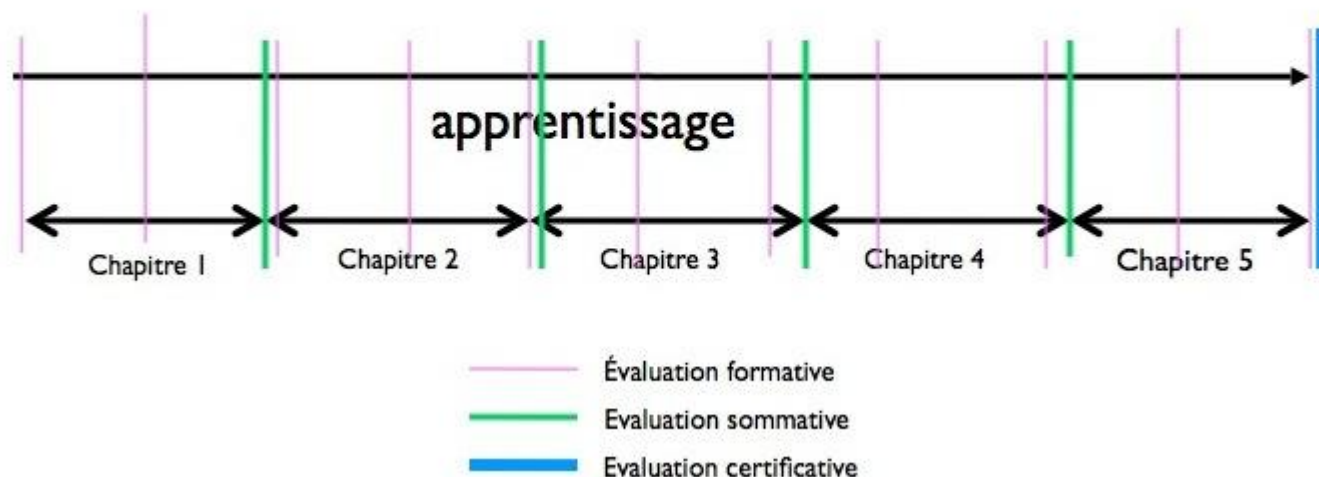 apprentissage
Chapitre 1
Chapitre 2
Chapitre 3
Chapitre 4
Chapitre 5
Évaluation formative
Evaluation sommative
Evaluation certificative